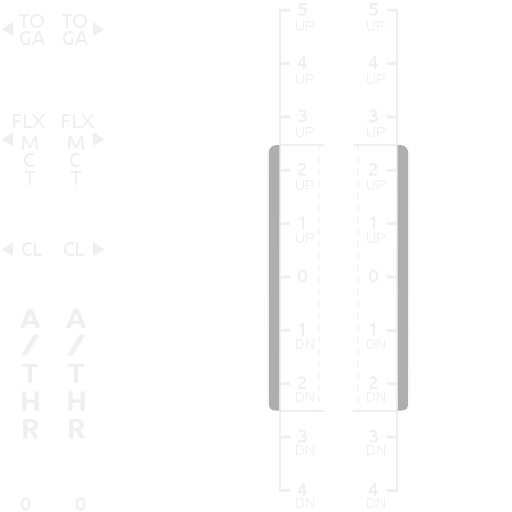 TO TO
GA GA
FLX FLX
M M
C C
T T
CL CL
A A
/ /
T T
H H
R R
0 0
5 5
UP UP
4 4
UP UP
3 3
UP UP
2 2
UP UP
1 1
UP UP
0 0
1 1
DN DN
2 2
DN DN
3 3
DN DN
4 4
DN DN